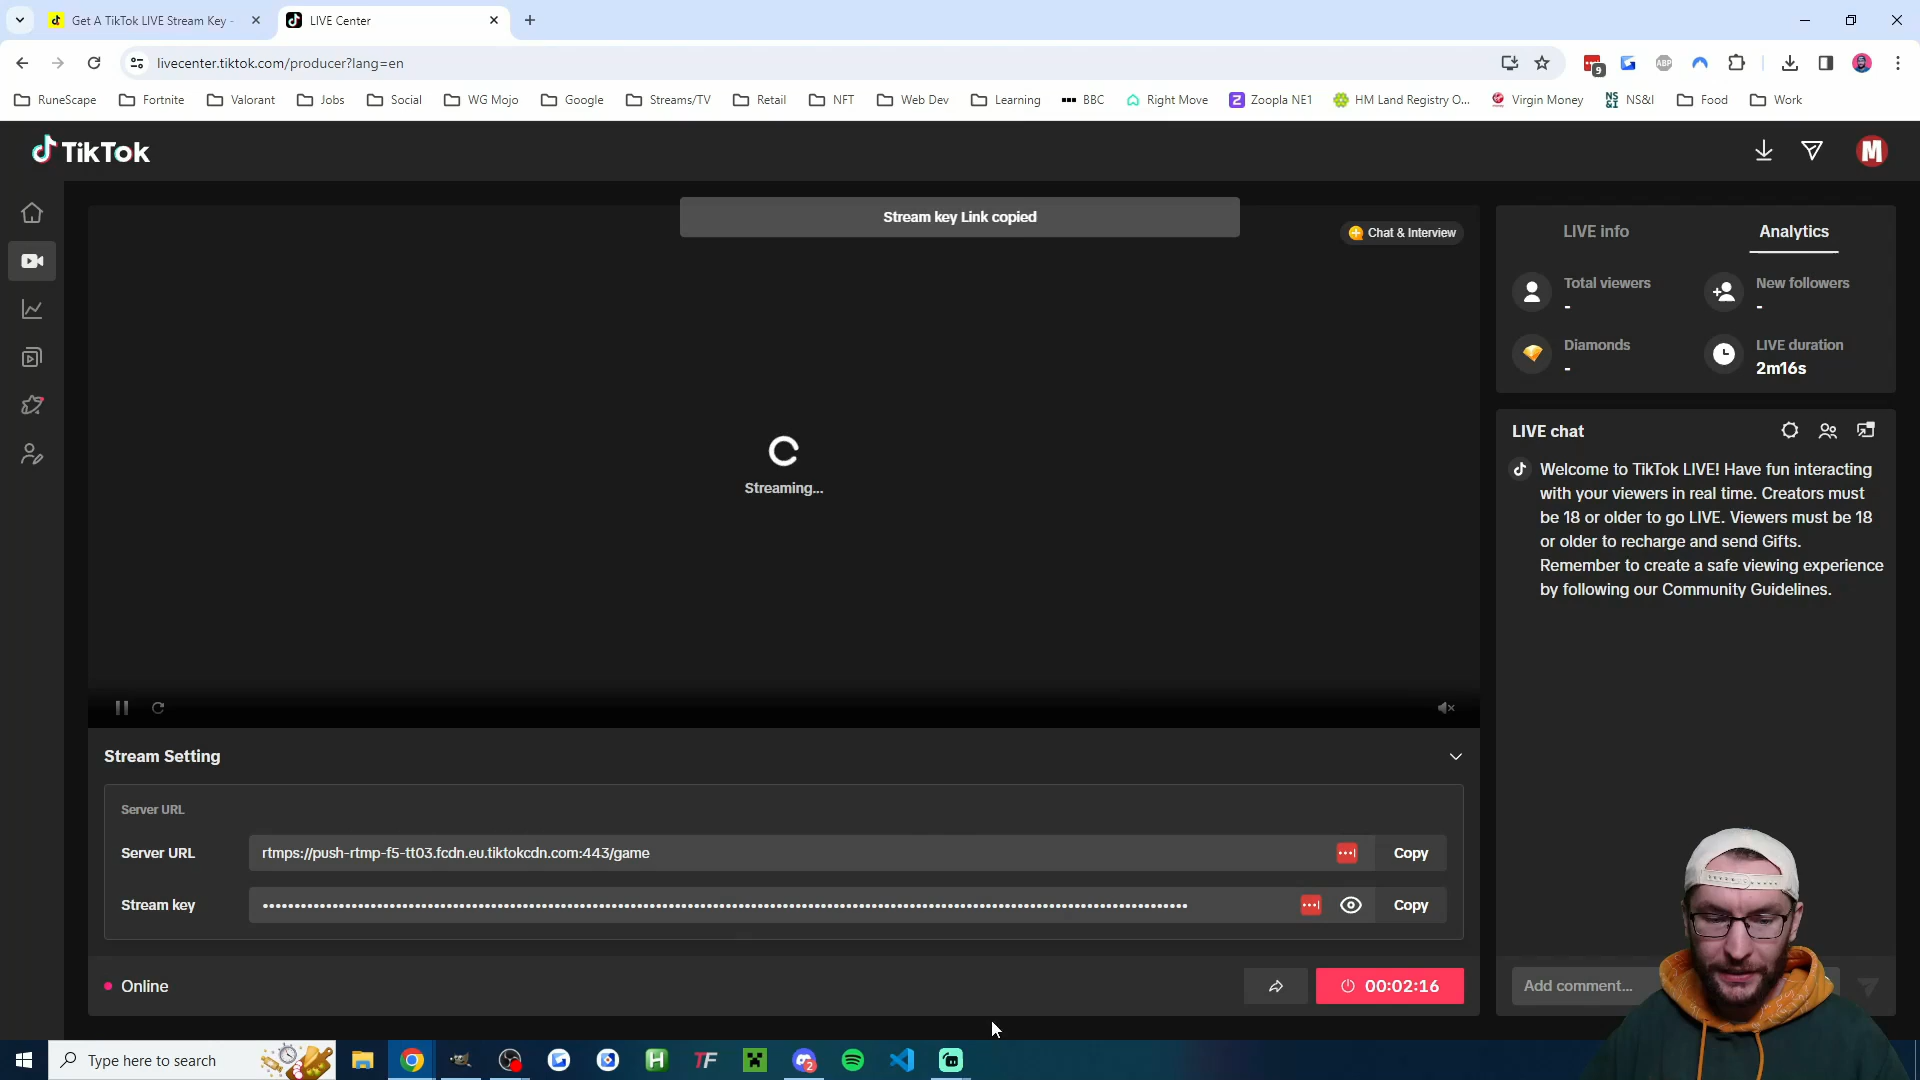 Get A TikTok LIVE Stream Key -
LIVE Center
livecenter.tiktok.com/producer?lang=en
9
ABP
RuneScape
Fortnite
Valorant
Jobs
Social
WG Mojo
Google
Streams/TV
Retail
NFT
Web Dev
Learning
BBC
Right Move
Z
Zoopla NE1
HM Land Registry O...
Virgin Money
NS&I
NS&I
Food
Work
TikTok
M
Stream key Link copied
Chat & Interview
Streaming...
LIVE info
Analytics
Total viewers
-
New followers
-
Diamonds
-
LIVE duration
2m16s
LIVE chat
Welcome to TikTok LIVE! Have fun interacting
with your viewers in real time. Creators must
be 18 or older to go LIVE. Viewers must be 18
or older to recharge and send Gifts.
Remember to create a safe viewing experience
by following our Community Guidelines.
Stream Setting
Server URL
Server URL
rtmps://push-rtmp-f5-tt03.fcdn.eu.tiktokcdn.com:443/game
Copy
Stream key
••••••••••••••••••••••••••••••••••••••••••••••••••••••••••••••••••••••••••••••••••••••••••••••••••••••••••••••••••••••••••••••••••••••••••••••••••••
Copy
Online
00:02:16
Add comment...
Type here to search
H
TF
2